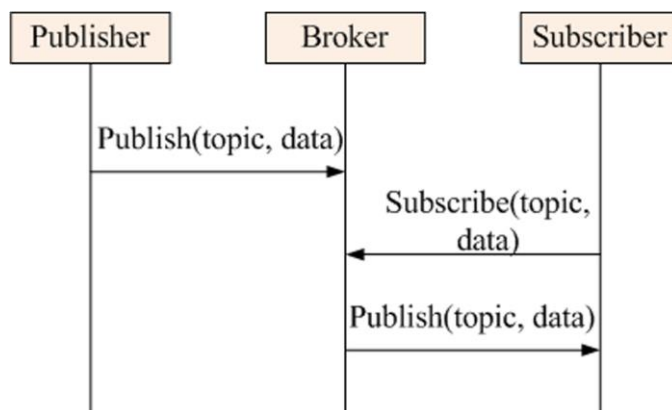 Publisher
Broker
Subscriber
Publish(topic, data)
Subscribe(topic,
data)
Publish(topic, data)